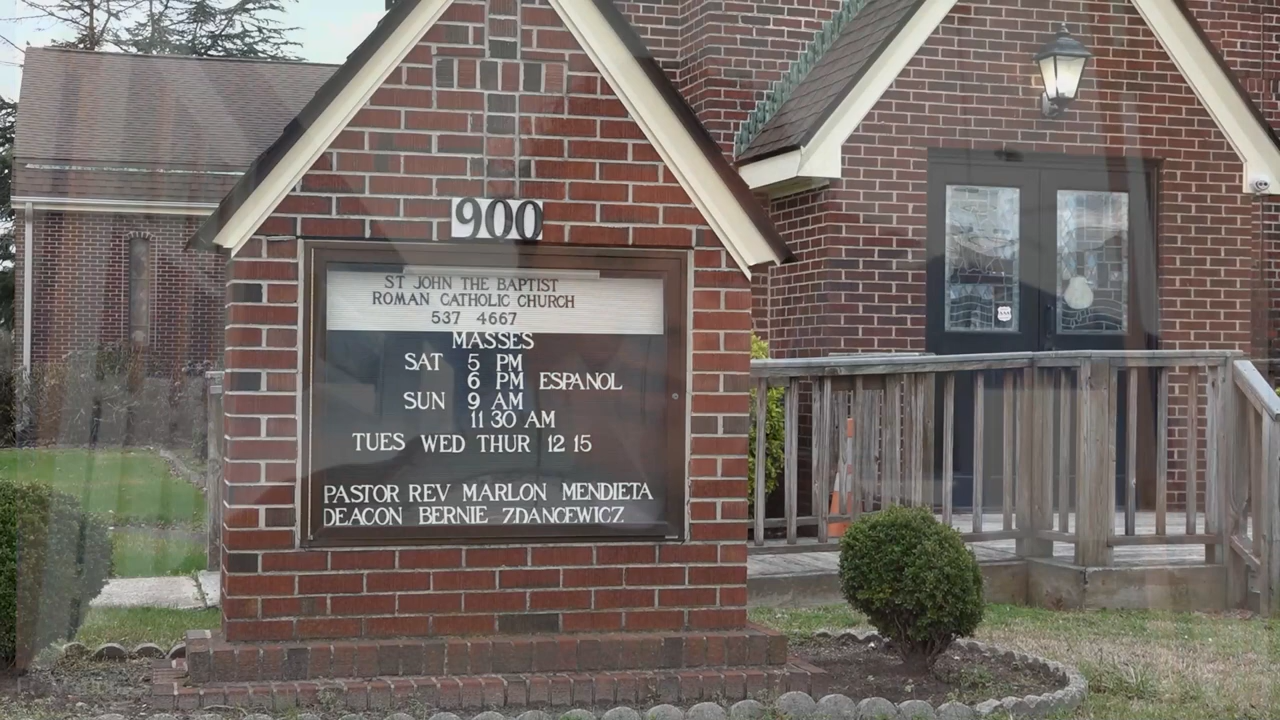 900
ST JOHN THE BAPTIST
ROMAN CATHOLIC CHURCH
537 4667
MASSES
SAT 5 PM
6 PM ESPANOL
SUN 9 AM
11 30 AM
TUES WED THUR 12 15
PASTOR REV MARLON MENDIETA
DEACON BERNIE ZDANCEWICZ